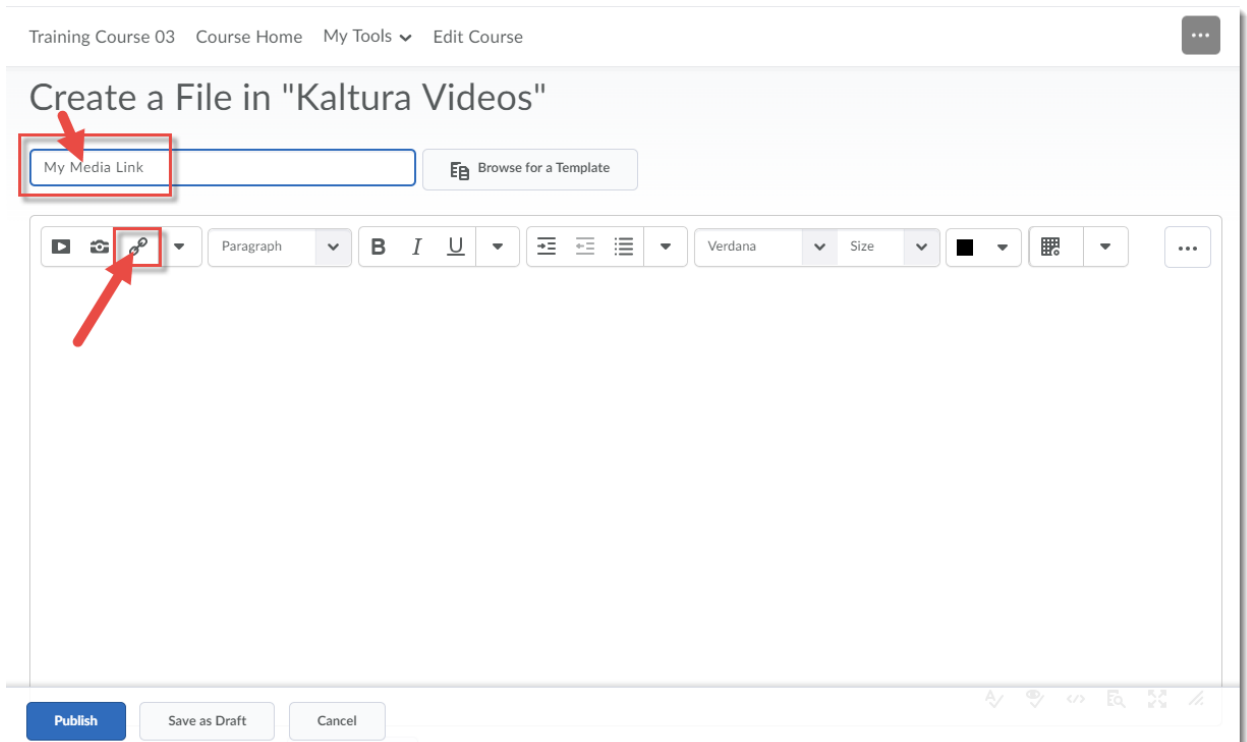 Training Course 03 Course Home My Tools Edit Course
Create a File in "Kaltura Videos"
My Media Link Browse for a Template
Paragraph B I U Verdana Size
Publish Save as Draft Cancel